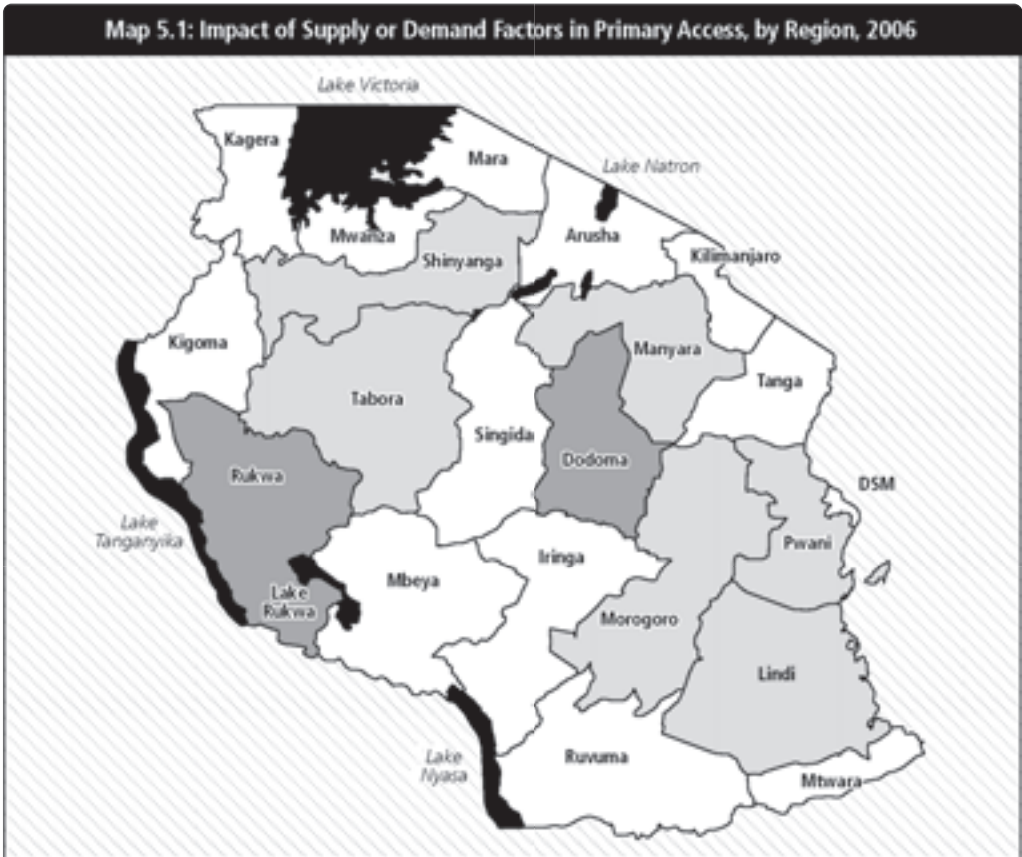 Map 5.1: Impact of Supply or Demand Factors in Primary Access, by Region, 2006
Lake Victoria
Kagera
Mara
Lake Natron
Mwanza
Arusha
Shinyanga
Kilimanjaro
Kigoma
Manyara
Tanga
Tabora
Singida
Dodoma
Rukwa
DSM
Lake
Tanganyika
Pwani
Iringa
Mbeya
Lake
Rukwa
Morogoro
Lindi
Lake
Nyasa
Ruvuma
Mtwara